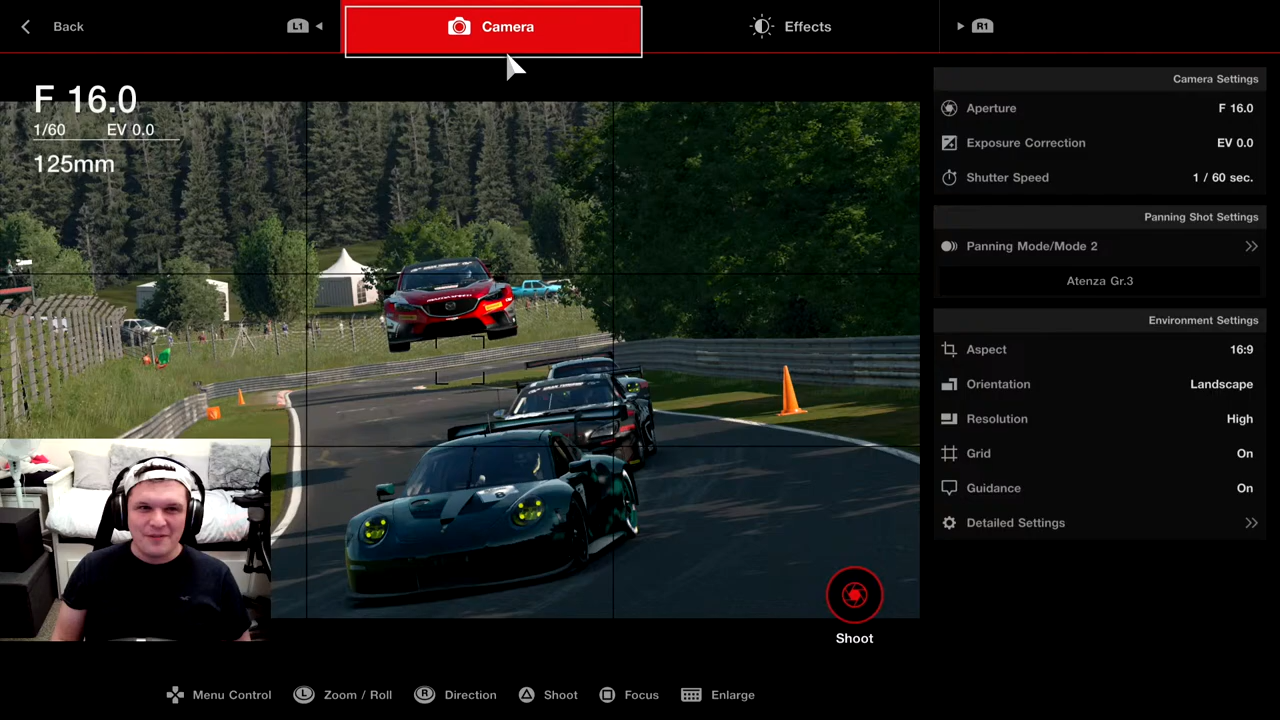 Back
L1
Camera
Effects
R1
F 16.0
1/60 EV 0.0
125mm
Camera Settings
Aperture F 16.0
Exposure Correction EV 0.0
Shutter Speed 1 / 60 sec.
Panning Shot Settings
Panning Mode/Mode 2
Atenza Gr.3
Environment Settings
Aspect 16:9
Orientation Landscape
Resolution High
Grid On
Guidance On
Detailed Settings
Shoot
Menu Control
L Zoom / Roll
R Direction
Shoot
Focus
Enlarge